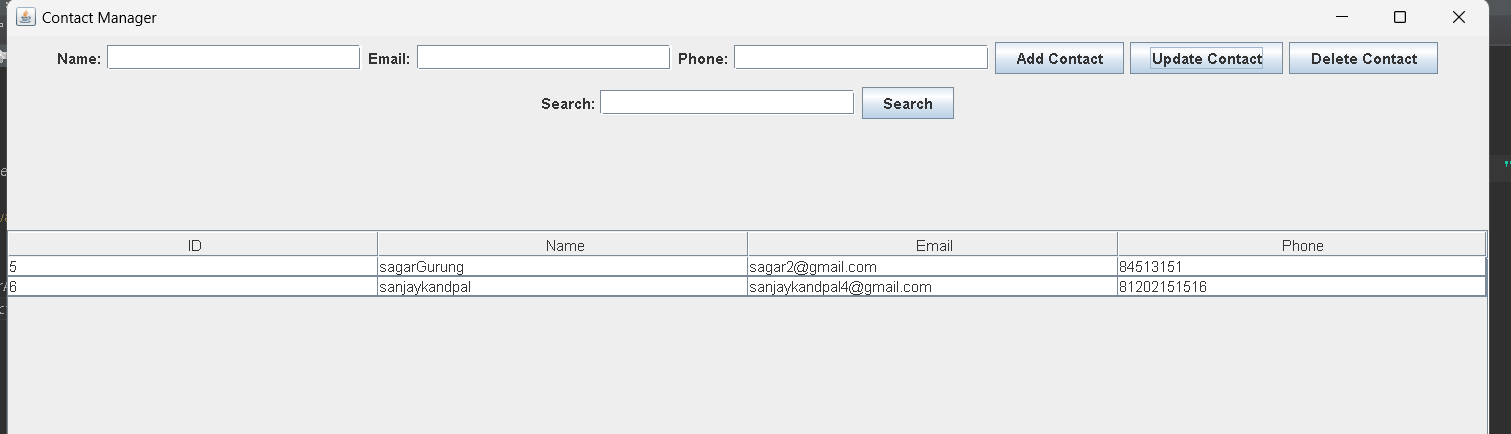 Contact Manager
Name: Email: Phone: Add Contact Update Contact Delete Contact
Search: Search
ID Name Email Phone
5 sagarGurung sagar2@gmail.com 84513151
6 sanjaykandpal sanjaykandpal4@gmail.com 81202151516